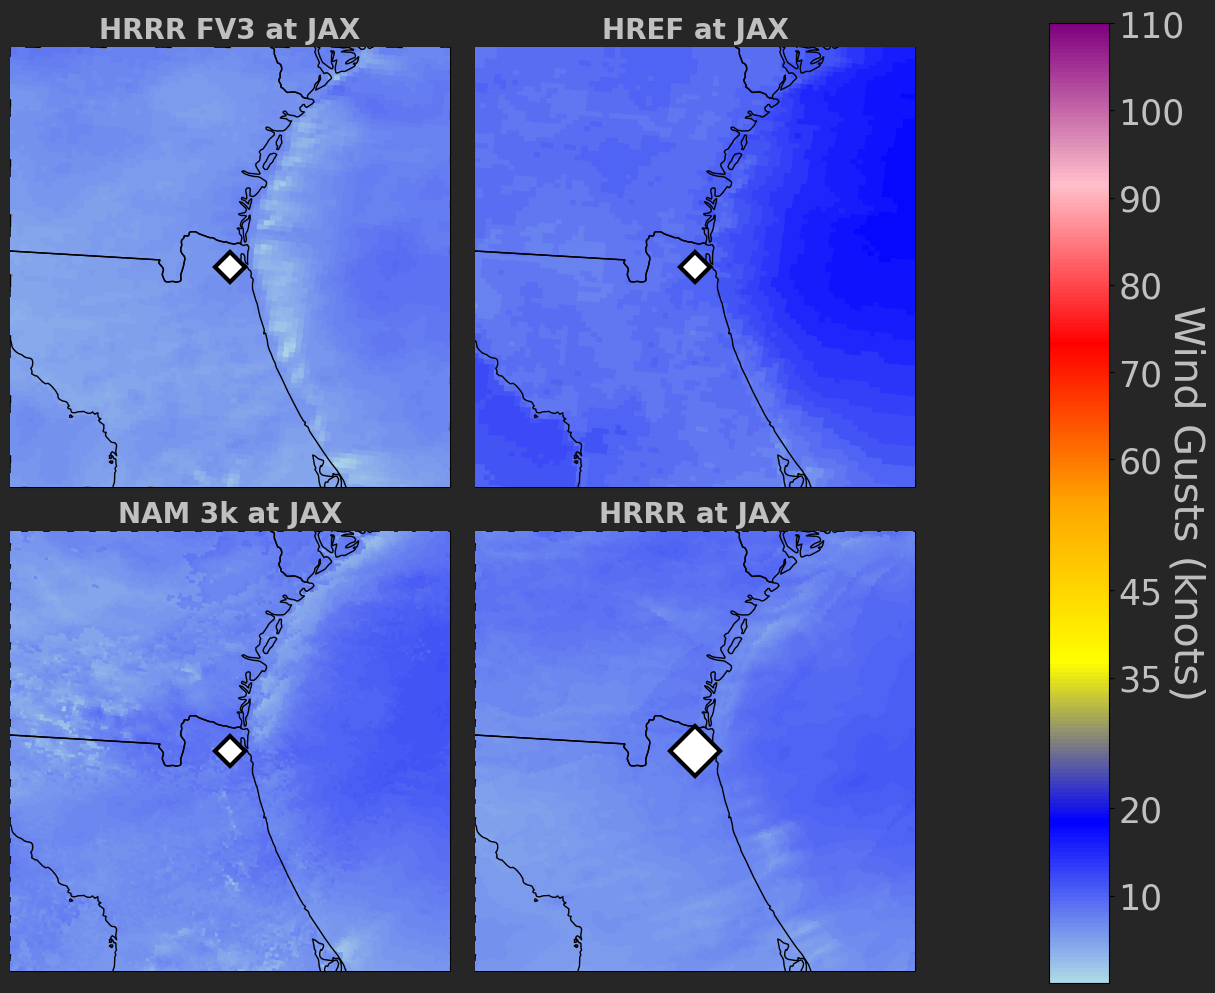 HRRR FV3 at JAX
HREF at JAX
NAM 3k at JAX
HRRR at JAX
110
100
90
80
70
60
45
35
20
10
Wind Gusts (knots)